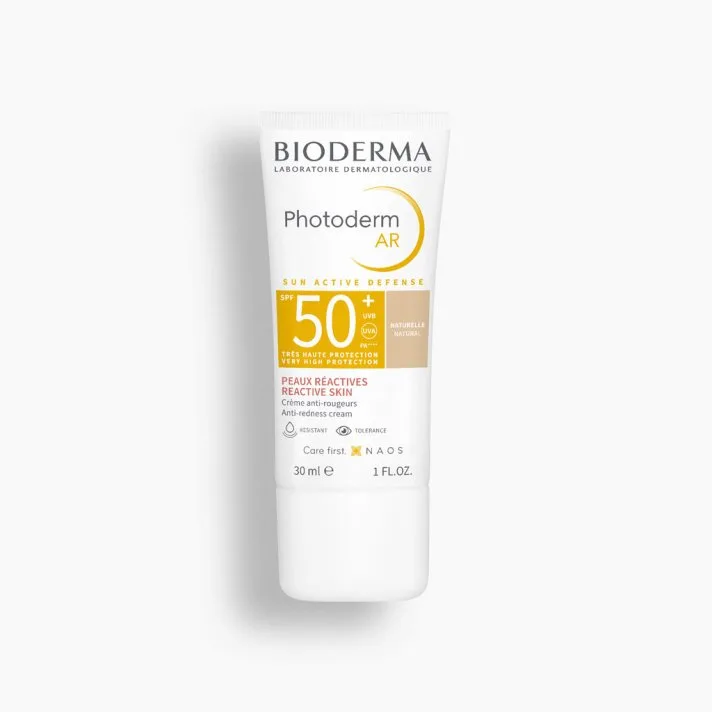 BIODERMA
LABORATOIRE DERMATOLOGIQUE
Photoderm
AR
SUN ACTIVE DEFENSE
SPF 50+
UVB
UVA
PA++++
NATURELLE
NATURAL
TRÈS HAUTE PROTECTION
VERY HIGH PROTECTION
PEAUX RÉACTIVES
REACTIVE SKIN
Crème anti-rougeurs
Anti-redness cream
RESISTANT TOLERANCE
Care first. NAOS
30 ml ℮ 1 FL.OZ.